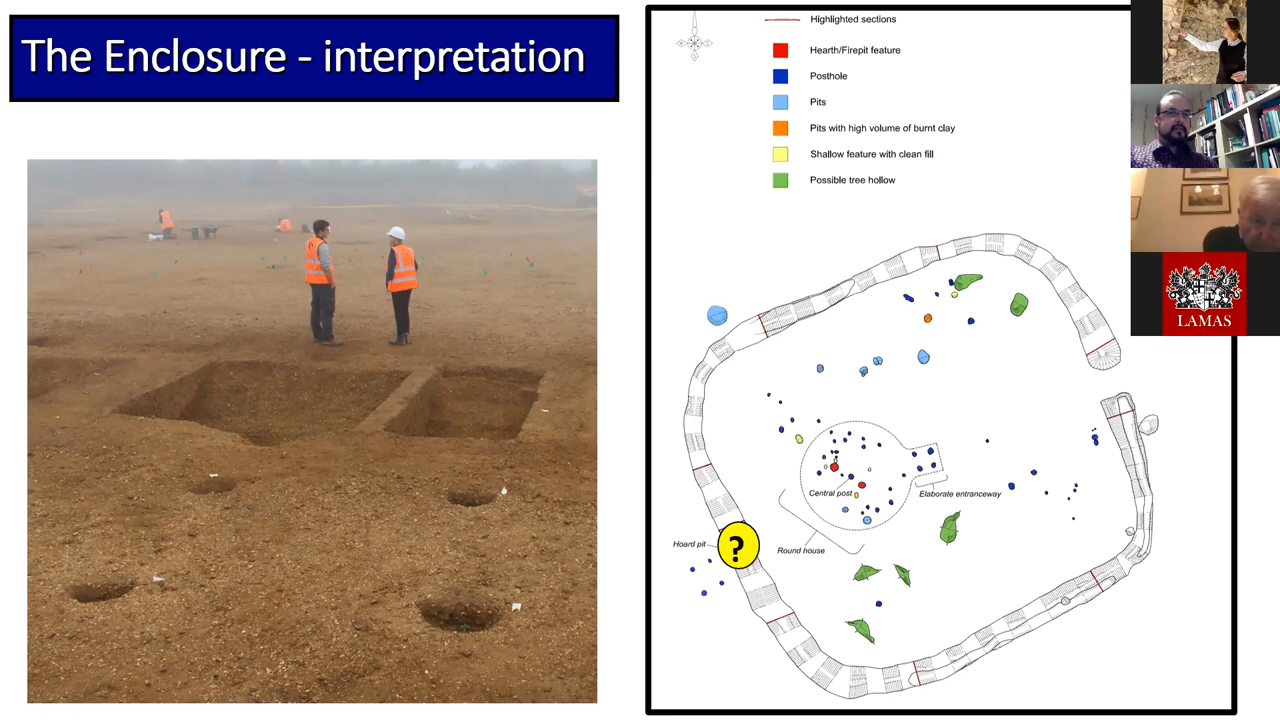 The Enclosure - interpretation
Highlighted sections
Hearth/Firepit feature
Posthole
Pits
Pits with high volume of burnt clay
Shallow feature with clean fill
Possible tree hollow
Central post
Elaborate entranceway
Hoard pit
?
Round house
LAMAS